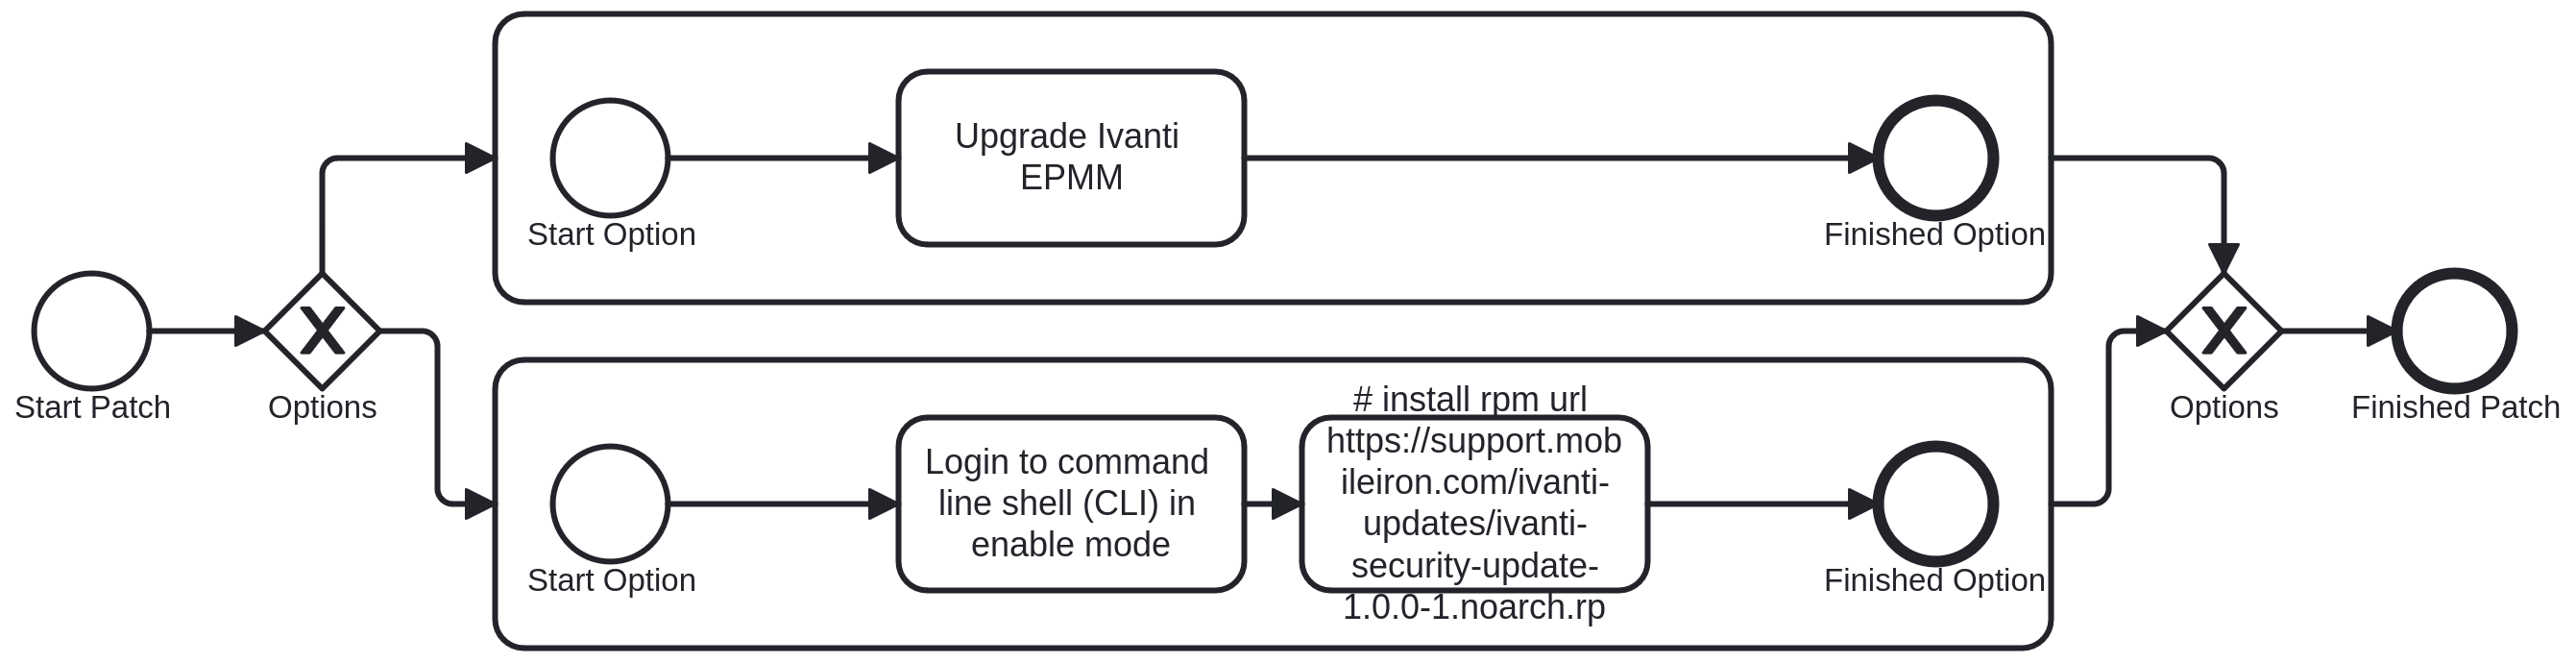 Upgrade Ivanti
EPMM
Start Option
Finished Option
Start Patch
X
Options
X
Options
Finished Patch
Login to command
line shell (CLI) in
enable mode
# install rpm url
https://support.mob
ileiron.com/ivanti-
updates/ivanti-
security-update-
1.0.0-1.noarch.rp
Start Option
Finished Option